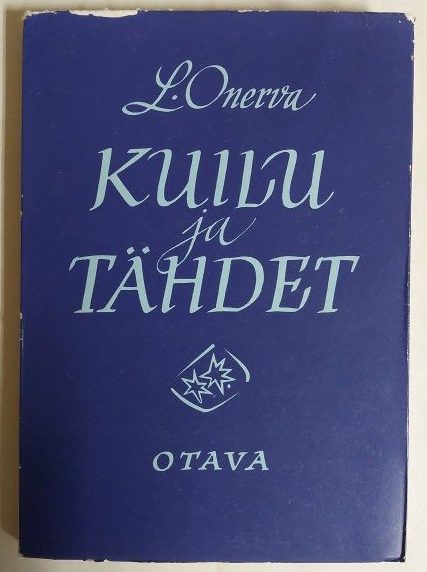 L. Onerva
KUILU
ja
TÄHDET
OTAVA